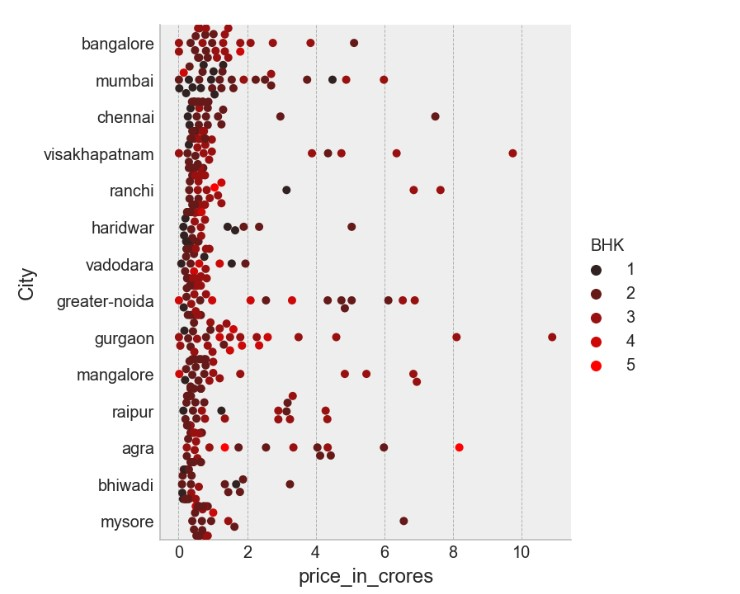 bangalore
mumbai
chennai
visakhapatnam
ranchi
haridwar
vadodara
greater-noida
gurgaon
mangalore
raipur
agra
bhiwadi
mysore
City
0 2 4 6 8 10
price_in_crores
BHK
1
2
3
4
5